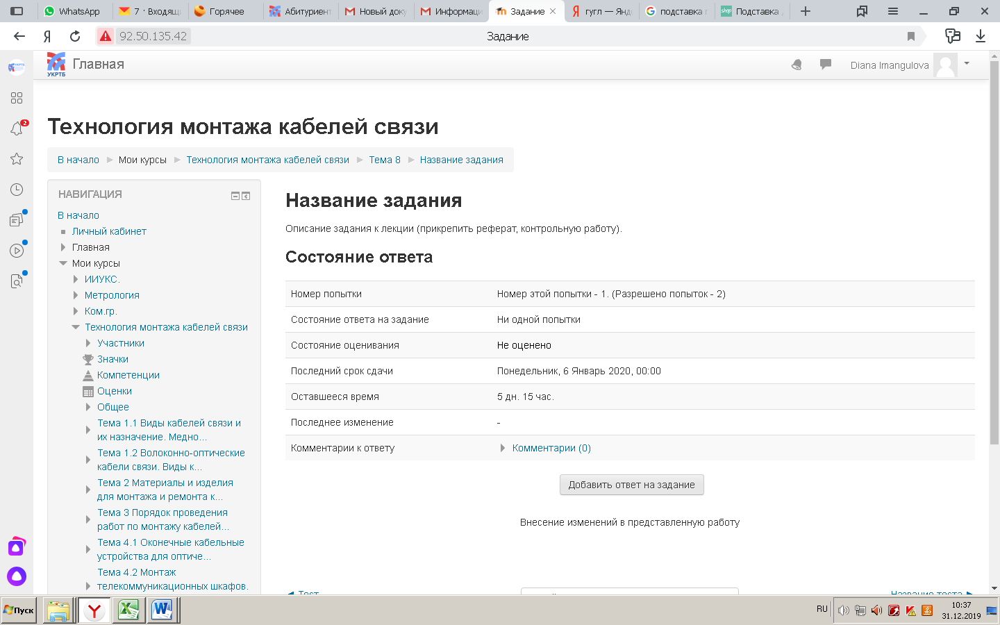 WhatsApp
7 · Входящ
Горячее
Абитуриент
Новый доку
Информаци
Задание
гугл — Янд
подставка
Подставка
92.50.135.42
Задание
УКРТБ
Главная
Diana Imangulova
2
Технология монтажа кабелей связи
В начало
Мои курсы
Технология монтажа кабелей связи
Тема 8
Название задания
НАВИГАЦИЯ
В начало
Личный кабинет
Главная
Мои курсы
ИИУКС.
Метрология
Ком.гр.
Технология монтажа кабелей связи
Участники
Значки
Компетенции
Оценки
Общее
Тема 1.1 Виды кабелей связи и
их назначение. Медно...
Тема 1.2 Волоконно-оптические
кабели связи. Виды к...
Тема 2 Материалы и изделия
для монтажа и ремонта к...
Тема 3 Порядок проведения
работ по монтажу кабелей...
Тема 4.1 Оконечные кабельные
устройства для оптиче...
Тема 4.2 Монтаж
телекоммуникационных шкафов.
Название задания
Описание задания к лекции (прикрепить реферат, контрольную работу).
Состояние ответа
Номер попытки Номер этой попытки - 1. (Разрешено попыток - 2)
Состояние ответа на задание Ни одной попытки
Состояние оценивания Не оценено
Последний срок сдачи Понедельник, 6 Январь 2020, 00:00
Оставшееся время 5 дн. 15 час.
Последнее изменение -
Комментарии к ответу Комментарии (0)
Добавить ответ на задание
Внесение изменений в представленную работу
Тест
Название теста
Пуск
RU
10:37
31.12.2019